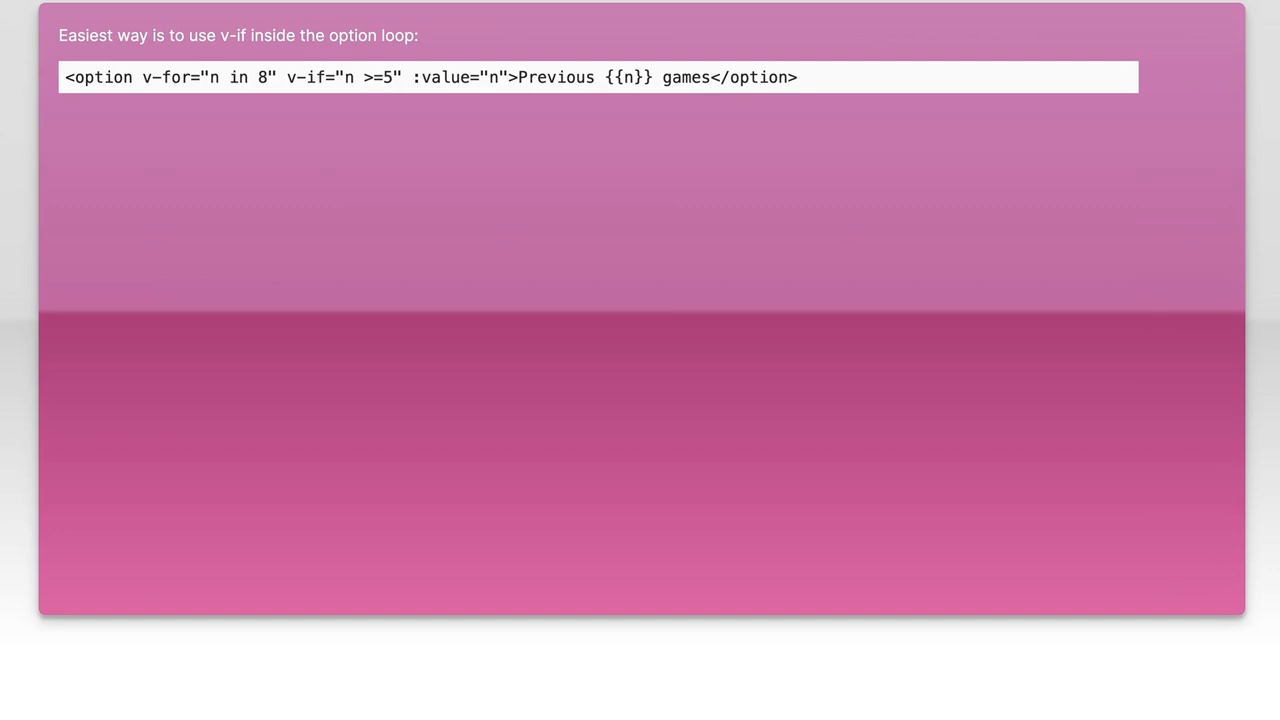 Easiest way is to use v-if inside the option loop:
<option v-for="n in 8" v-if="n >=5" :value="n">Previous {{n}} games</option>